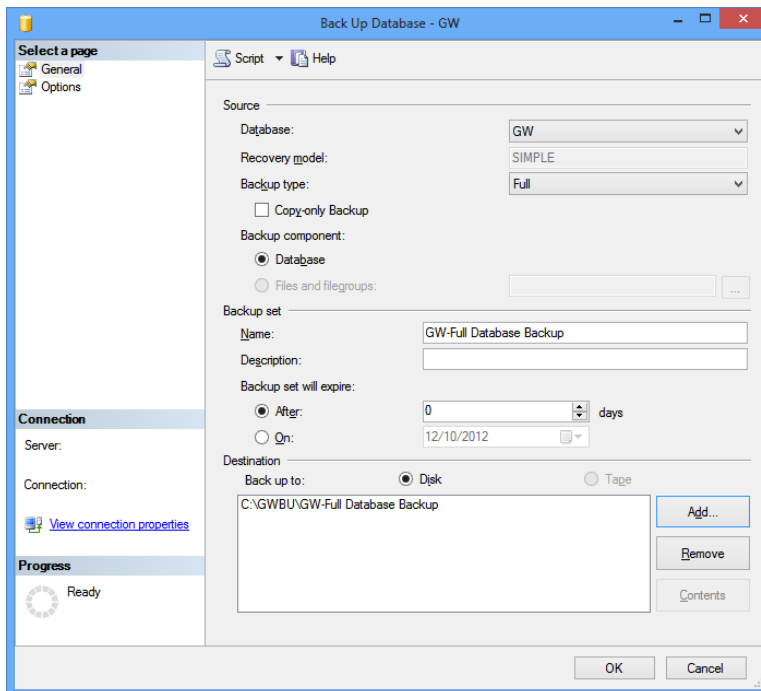 Back Up Database - GW
Select a page
General
Options
Script
Help
Source
Database:
GW
Recovery model:
SIMPLE
Backup type:
Full
Copy-only Backup
Backup component:
Database
Files and filegroups:
...
Backup set
Name:
GW-Full Database Backup
Description:
Backup set will expire:
After:
0
days
On:
12/10/2012
Destination
Back up to:
Disk
Tape
C:\GWBU\GW-Full Database Backup
Add...
Remove
Contents
Connection
Server:
Connection:
View connection properties
Progress
Ready
OK
Cancel